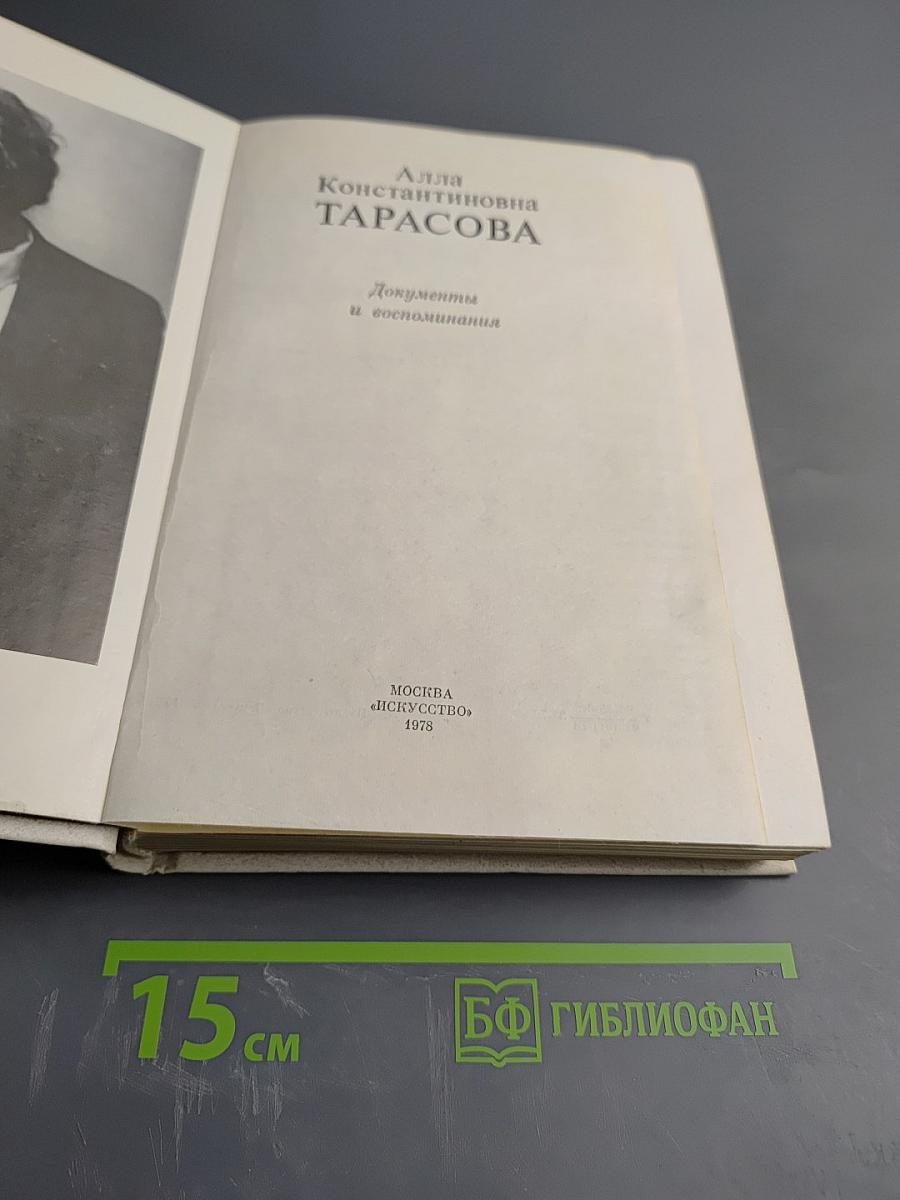 Алла
Константиновна
ТАРАСОВА
Документы
и воспоминания
МОСКВА
«ИСКУССТВО»
1978
15 см
БФ ГИБЛИОФАН